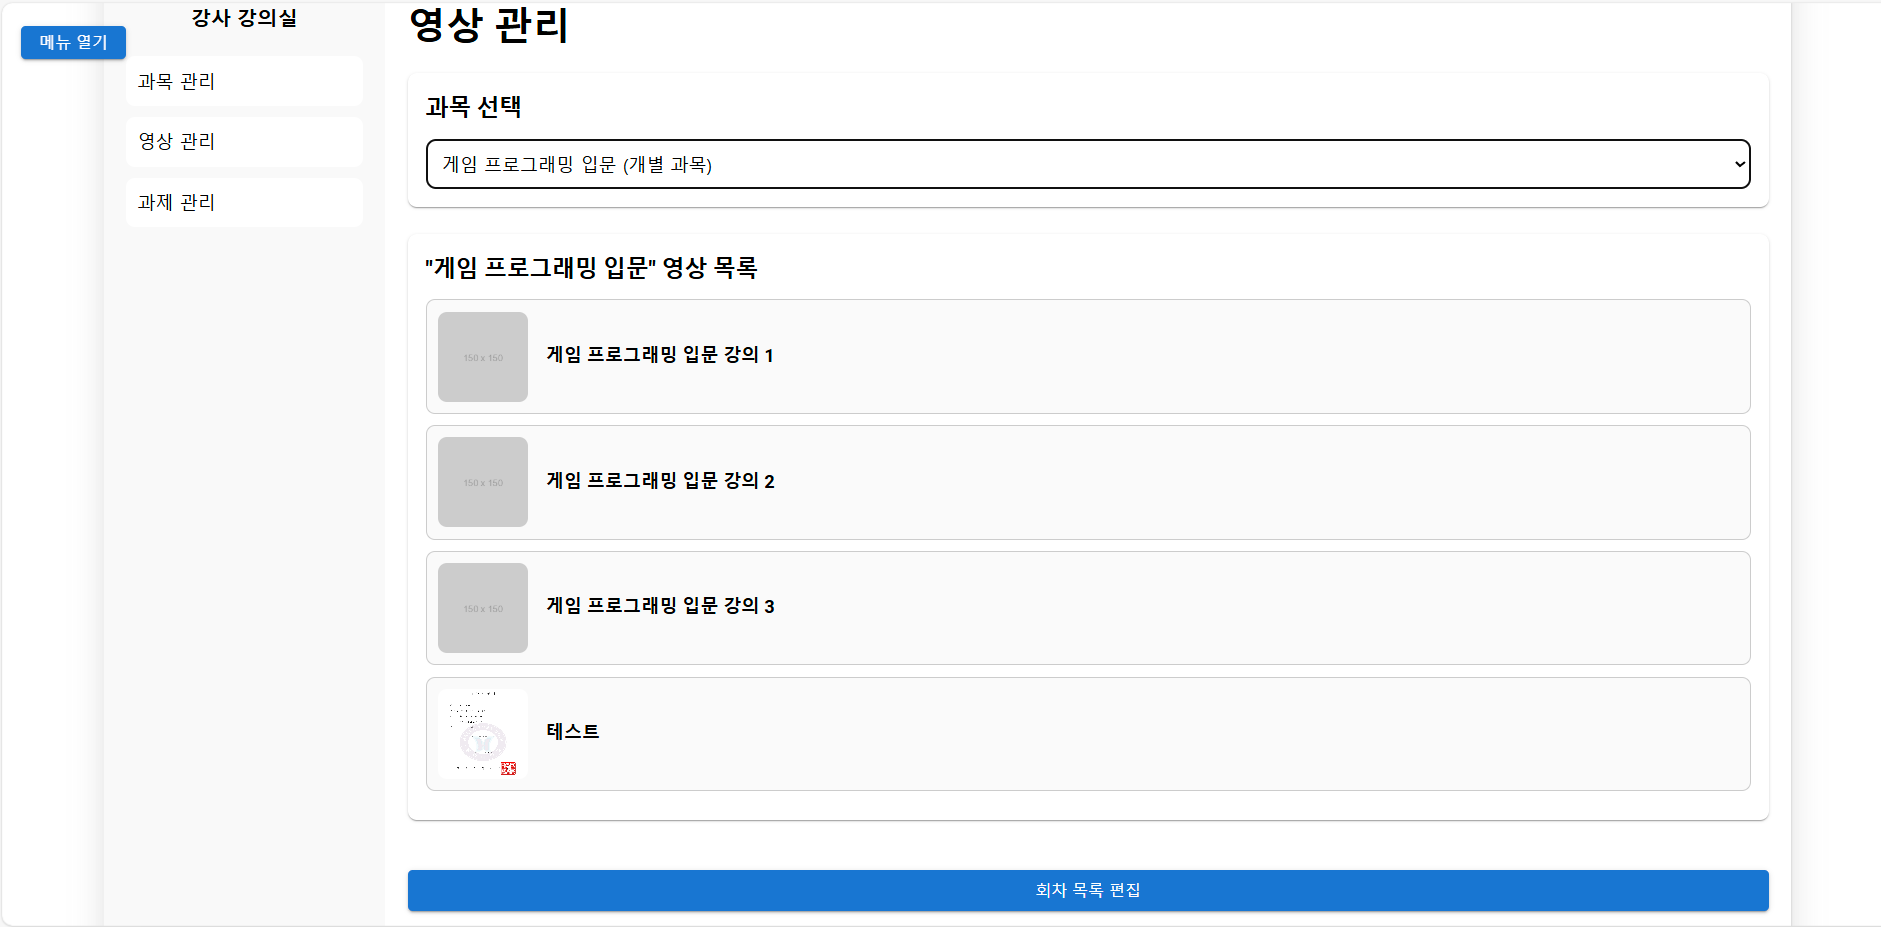 강사 강의실
메뉴 열기
과목 관리
영상 관리
과제 관리
영상 관리
과목 선택
게임 프로그래밍 입문 (개별 과목)
"게임 프로그래밍 입문" 영상 목록
150 x 150
게임 프로그래밍 입문 강의 1
150 x 150
게임 프로그래밍 입문 강의 2
150 x 150
게임 프로그래밍 입문 강의 3
테스트
회차 목록 편집